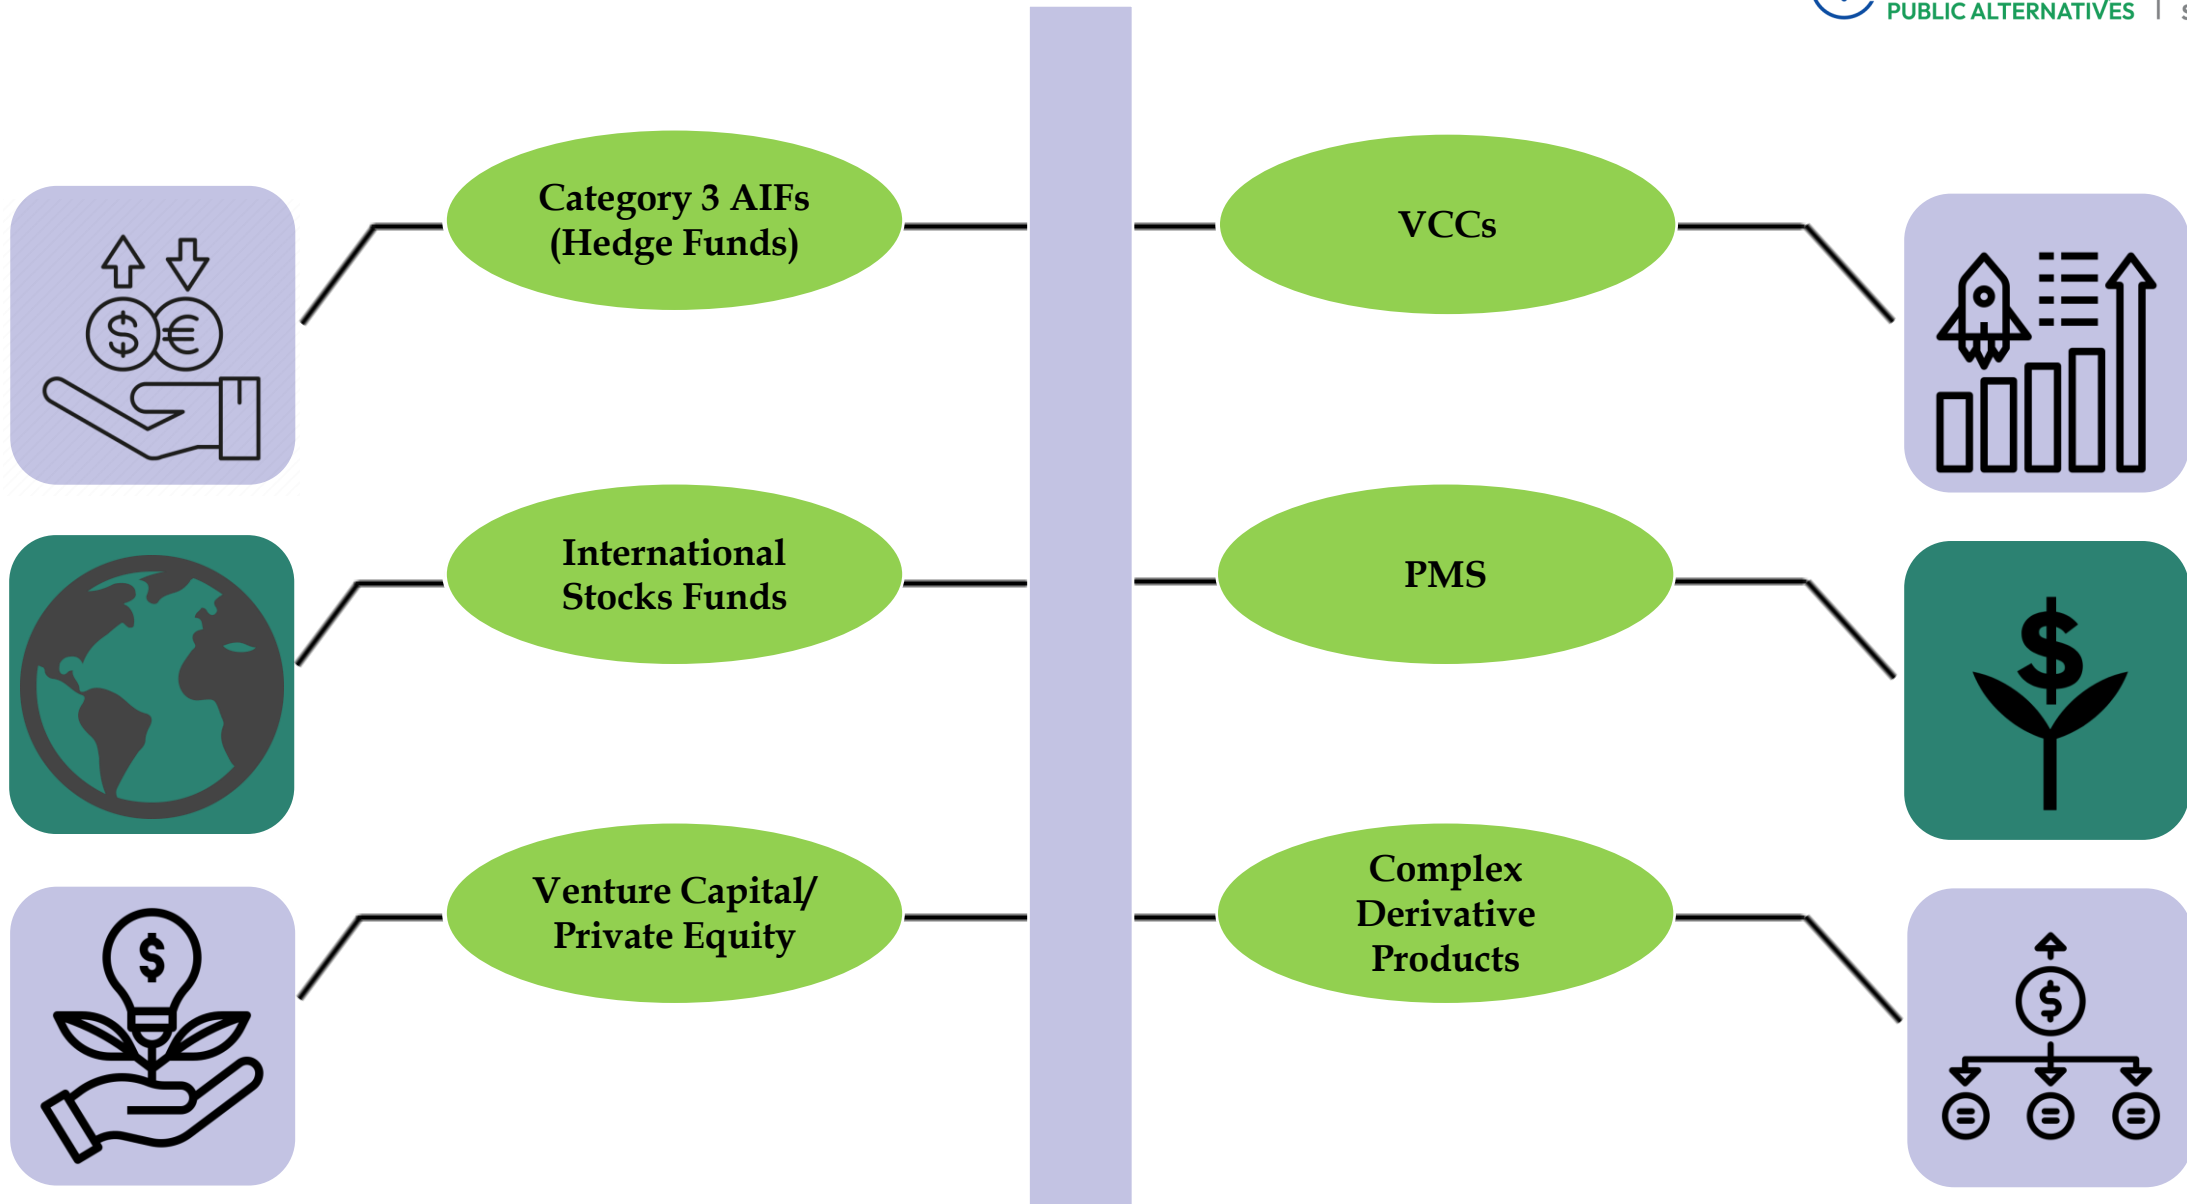 PUBLIC ALTERNATIVES
Category 3 AIFs
(Hedge Funds)
VCCs
International
Stocks Funds
PMS
Venture Capital/
Private Equity
Complex
Derivative
Products